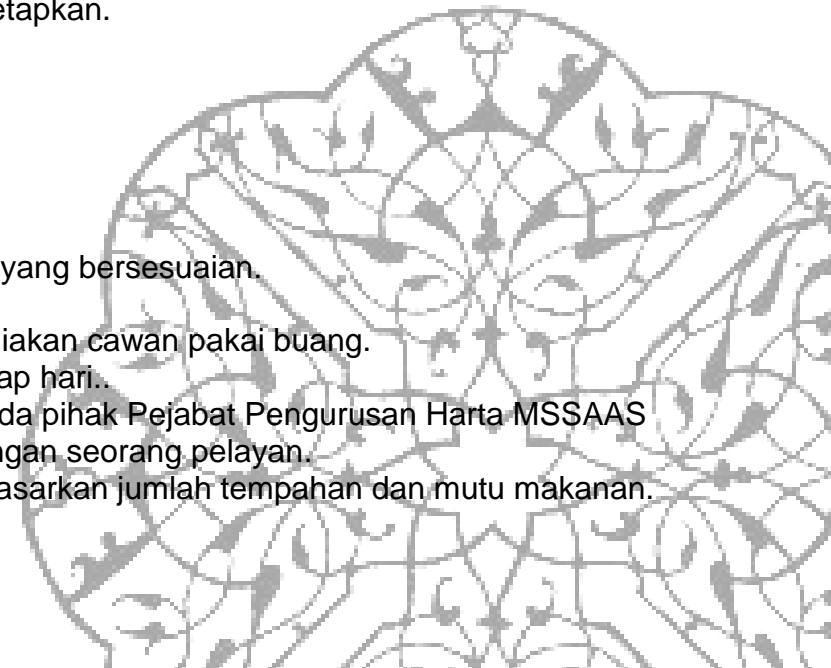 etapkan.
yang bersesuaian.
iakan cawan pakai buang.
ap hari..
da pihak Pejabat Pengurusan Harta MSSAAS
ngan seorang pelayan.
asarkan jumlah tempahan dan mutu makanan.